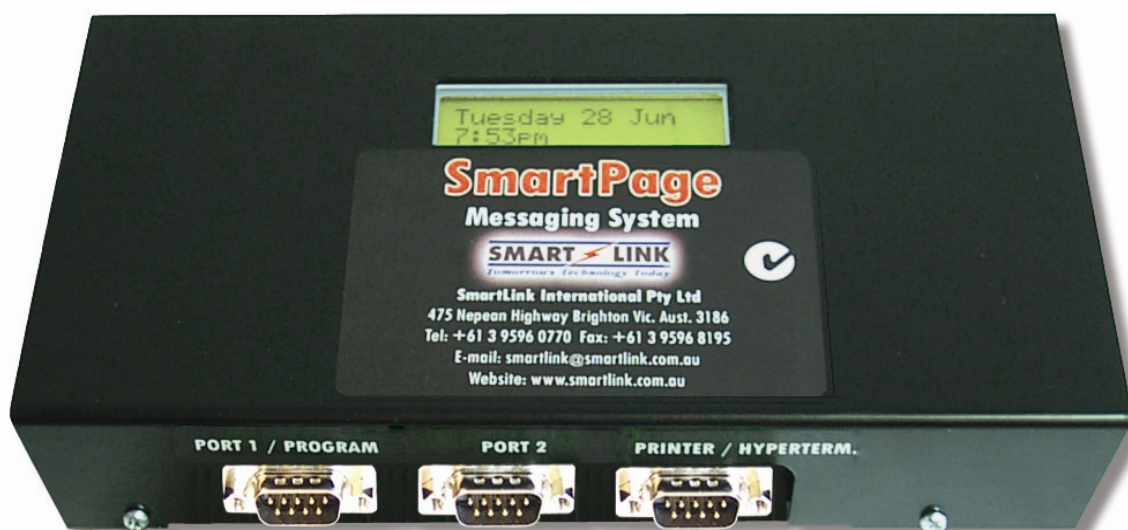 Tuesday 28 Jun
7:53pm
SmartPage
Messaging System
SMART LINK
Tomorrows Technology Today
SmartLink International Pty Ltd
475 Nepean Highway Brighton Vic. Aust. 3186
Tel: +61 3 9596 0770 Fax: +61 3 9596 8195
E-mail: smartlink@smartlink.com.au
Website: www.smartlink.com.au
PORT 1 / PROGRAM PORT 2 PRINTER / HYPERTERM.